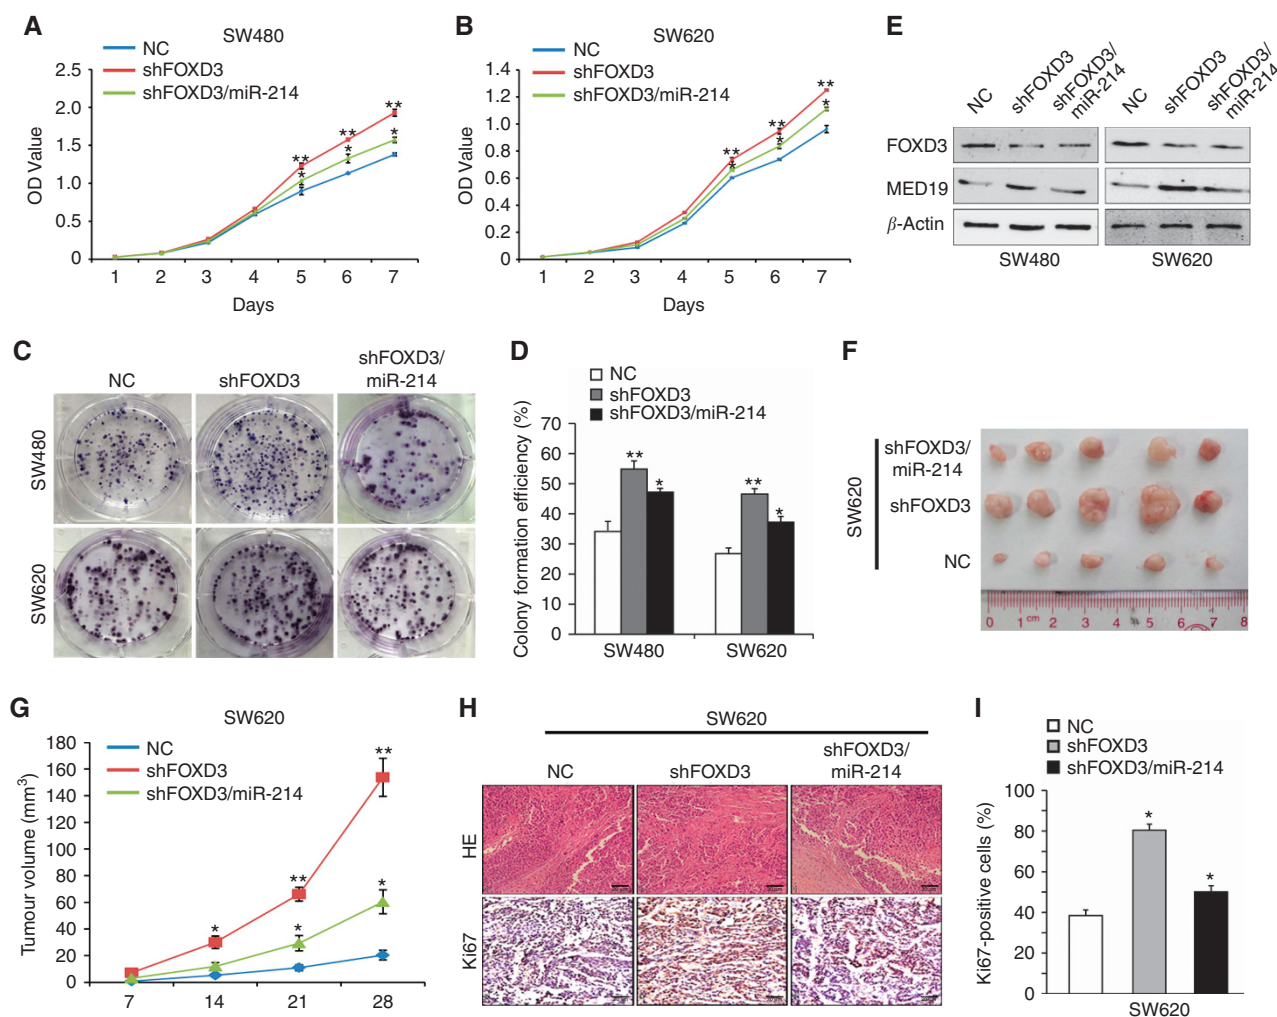 A
SW480
NC
shFOXD3
shFOXD3/miR-214
OD Value
2.5
2.0
1.5
1.0
0.5
0
** ** **
* * *
1 2 3 4 5 6 7
Days
B
SW620
NC
shFOXD3
shFOXD3/miR-214
OD Value
1.4
1.2
1.0
0.8
0.6
0.4
0.2
0
** ** **
* * *
1 2 3 4 5 6 7
Days
E
NC shFOXD3 shFOXD3/miR-214 NC shFOXD3 shFOXD3/miR-214
FOXD3
MED19
β-Actin
SW480 SW620
C
NC shFOXD3 shFOXD3/
miR-214
SW480
SW620
D
NC
shFOXD3
shFOXD3/miR-214
Colony formation efficiency (%)
70
60
50
40
30
20
10
0
** *
** *
SW480 SW620
F
SW620
shFOXD3/
miR-214
shFOXD3
NC
0 1 cm 2 3 4 5 6 7 8
G
SW620
NC
shFOXD3
shFOXD3/miR-214
Tumour volume (mm3)
180
160
140
120
100
80
60
40
20
0
* ** **
* *
7 14 21 28
H
SW620
NC shFOXD3 shFOXD3/
miR-214
HE
Ki67
I
NC
shFOXD3
shFOXD3/miR-214
Ki67-positive cells (%)
100
80
60
40
20
0
* *
SW620